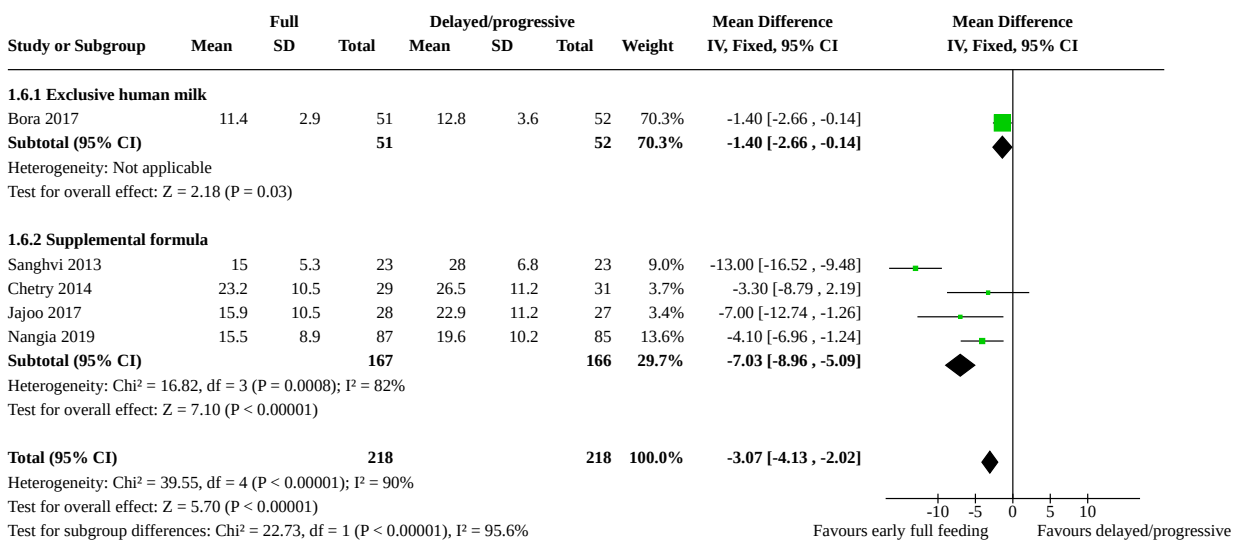 Full Delayed/progressive Mean Difference Mean Difference
Study or Subgroup Mean SD Total Mean SD Total Weight IV, Fixed, 95% CI IV, Fixed, 95% CI
1.6.1 Exclusive human milk
Bora 2017 11.4 2.9 51 12.8 3.6 52 70.3% -1.40 [-2.66 , -0.14]
Subtotal (95% CI) 51 52 70.3% -1.40 [-2.66 , -0.14]
Heterogeneity: Not applicable
Test for overall effect: Z = 2.18 (P = 0.03)
1.6.2 Supplemental formula
Sanghvi 2013 15 5.3 23 28 6.8 23 9.0% -13.00 [-16.52 , -9.48]
Chetry 2014 23.2 10.5 29 26.5 11.2 31 3.7% -3.30 [-8.79 , 2.19]
Jajoo 2017 15.9 10.5 28 22.9 11.2 27 3.4% -7.00 [-12.74 , -1.26]
Nangia 2019 15.5 8.9 87 19.6 10.2 85 13.6% -4.10 [-6.96 , -1.24]
Subtotal (95% CI) 167 166 29.7% -7.03 [-8.96 , -5.09]
Heterogeneity: Chi² = 16.82, df = 3 (P = 0.0008); I² = 82%
Test for overall effect: Z = 7.10 (P < 0.00001)
Total (95% CI) 218 218 100.0% -3.07 [-4.13 , -2.02]
Heterogeneity: Chi² = 39.55, df = 4 (P < 0.00001); I² = 90%
Test for overall effect: Z = 5.70 (P < 0.00001) -10 -5 0 5 10
Test for subgroup differences: Chi² = 22.73, df = 1 (P < 0.00001), I² = 95.6% Favours early full feeding Favours delayed/progressive